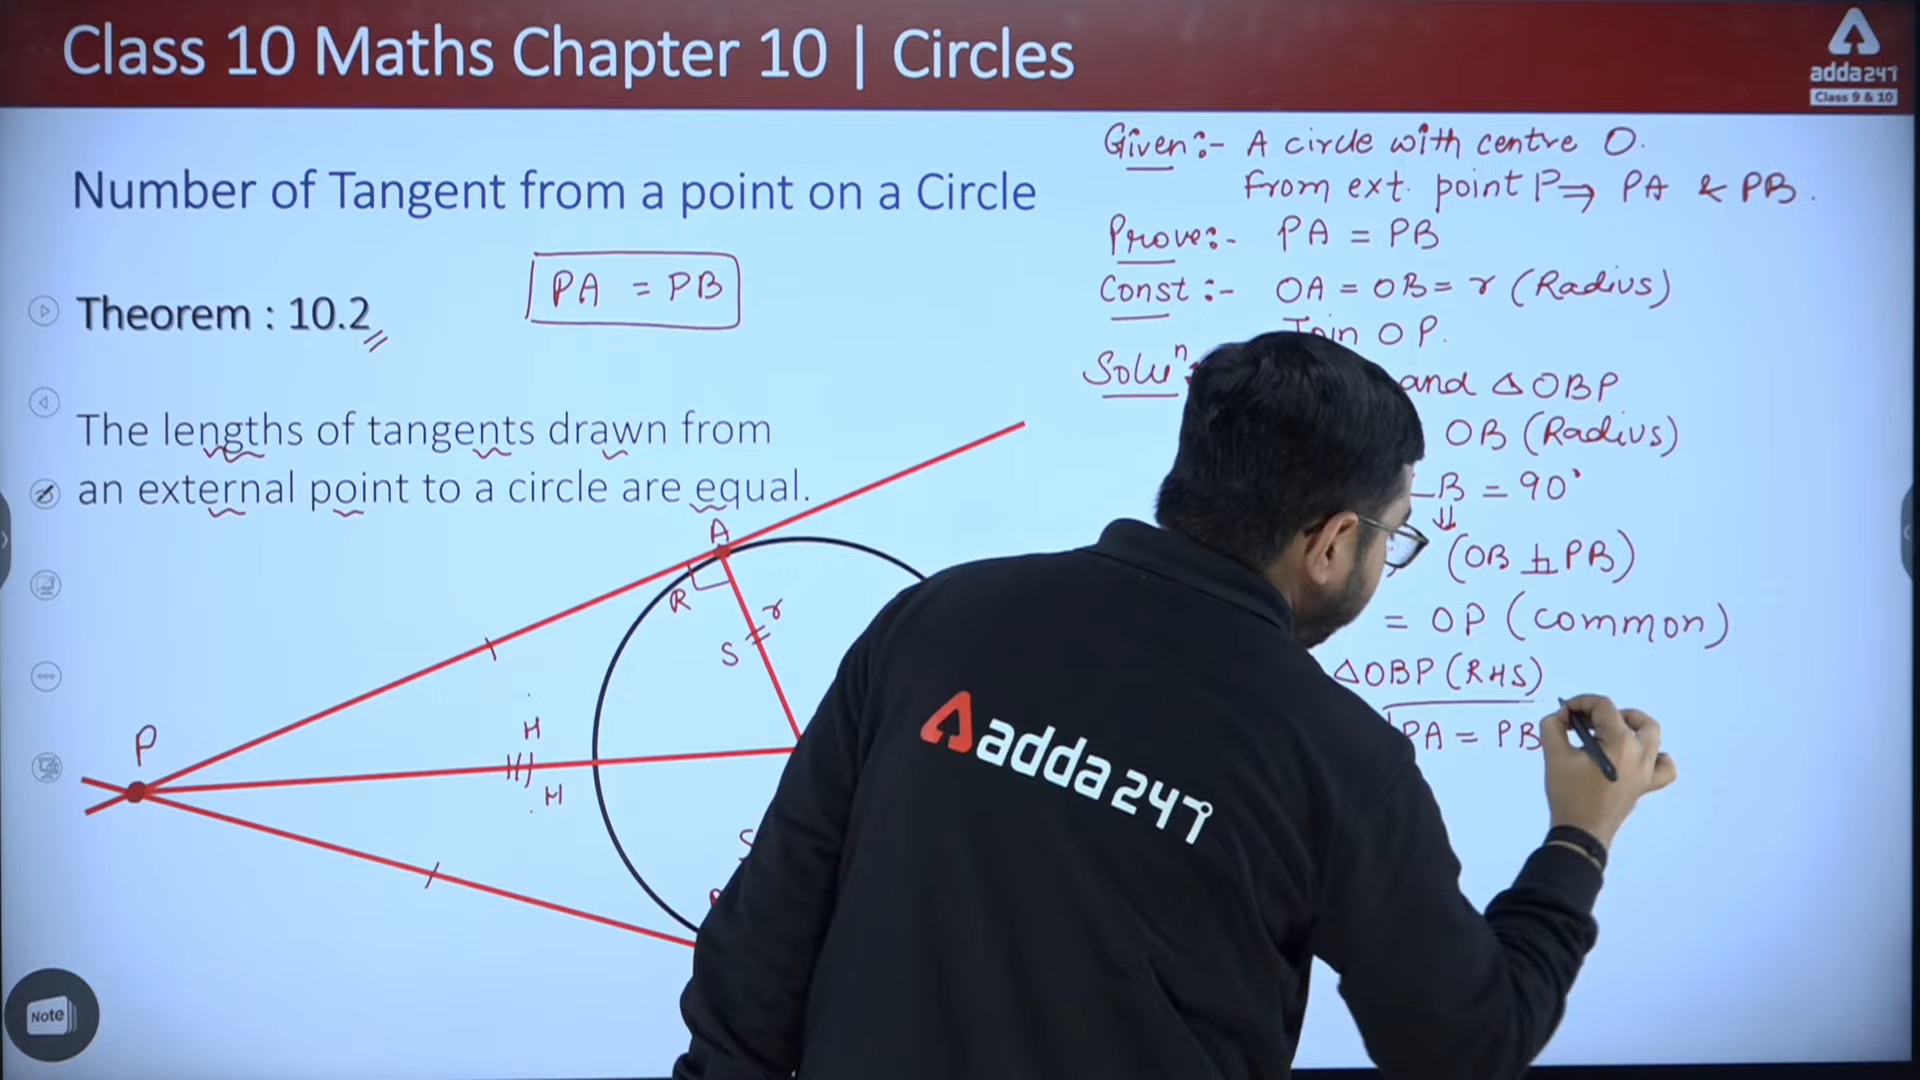 Class 10 Maths Chapter 10 | Circles
adda247
Class 9 & 10
Number of Tangent from a point on a Circle
PA = PB
Theorem : 10.2
The lengths of tangents drawn from
an external point to a circle are equal.
A
R
r
S
P
H
H
Given:- A circle with centre O.
From ext. point P⇒ PA & PB.
Prove:- PA = PB
Const:- OA = OB = r (Radius)
Join OP.
Soluⁿ
and △OBP
OB (Radius)
∟B = 90°
⇓
(OB ⊥ PB)
= OP (common)
△OBP (RHS)
PA = PB
adda247
Note